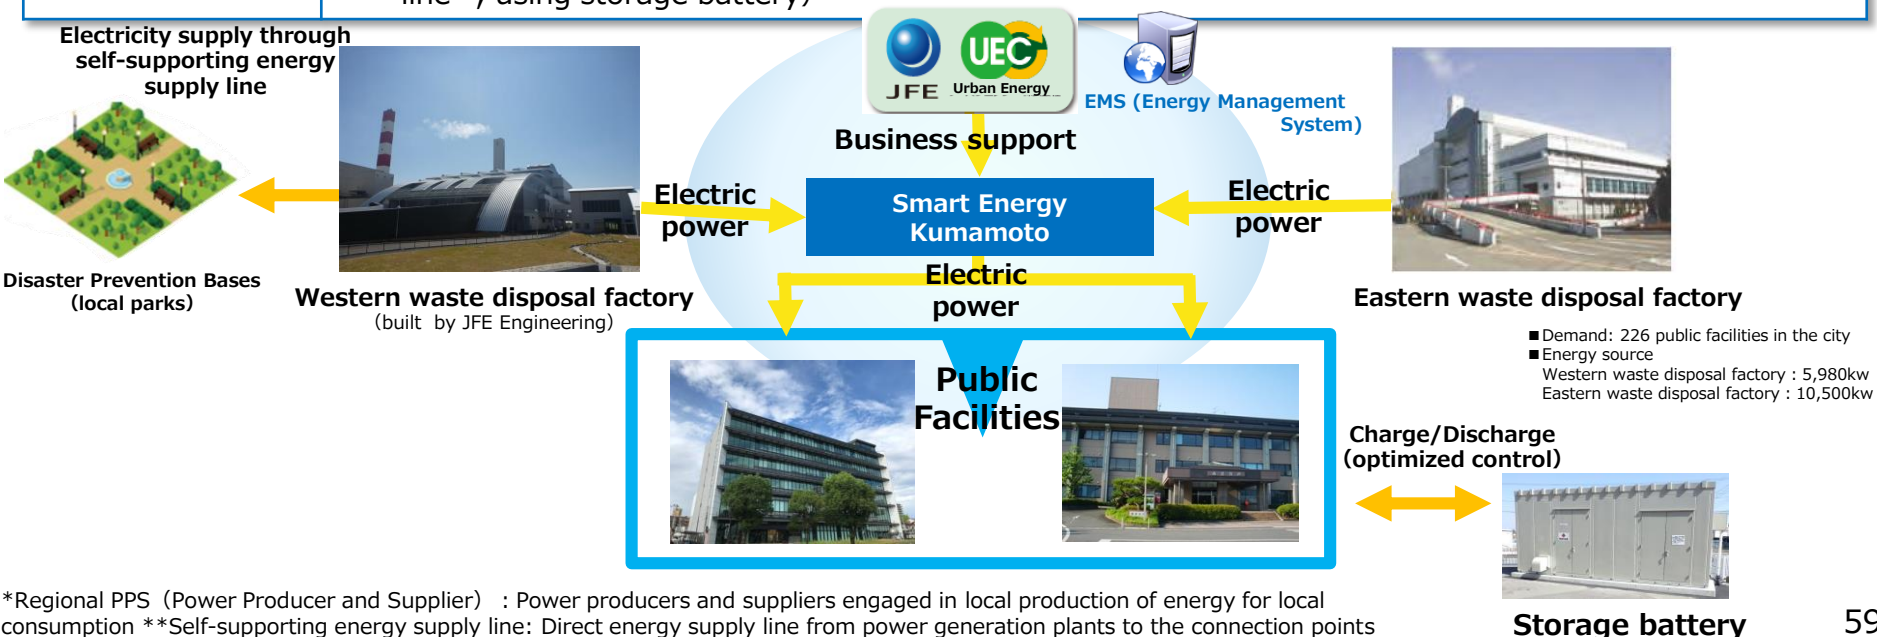 line", using storage battery)
Electricity supply through
self-supporting energy
supply line
JFE
UEC
Urban Energy
EMS (Energy Management
System)
Business support
Electric
power
Smart Energy
Kumamoto
Electric
power
Electric
power
Disaster Prevention Bases
(local parks)
Western waste disposal factory
(built by JFE Engineering)
Eastern waste disposal factory
■Demand: 226 public facilities in the city
■Energy source
Western waste disposal factory : 5,980kw
Eastern waste disposal factory : 10,500kw
Public
Facilities
Charge/Discharge
(optimized control)
Storage battery
*Regional PPS（Power Producer and Supplier） : Power producers and suppliers engaged in local production of energy for local
consumption **Self-supporting energy supply line: Direct energy supply line from power generation plants to the connection points
59